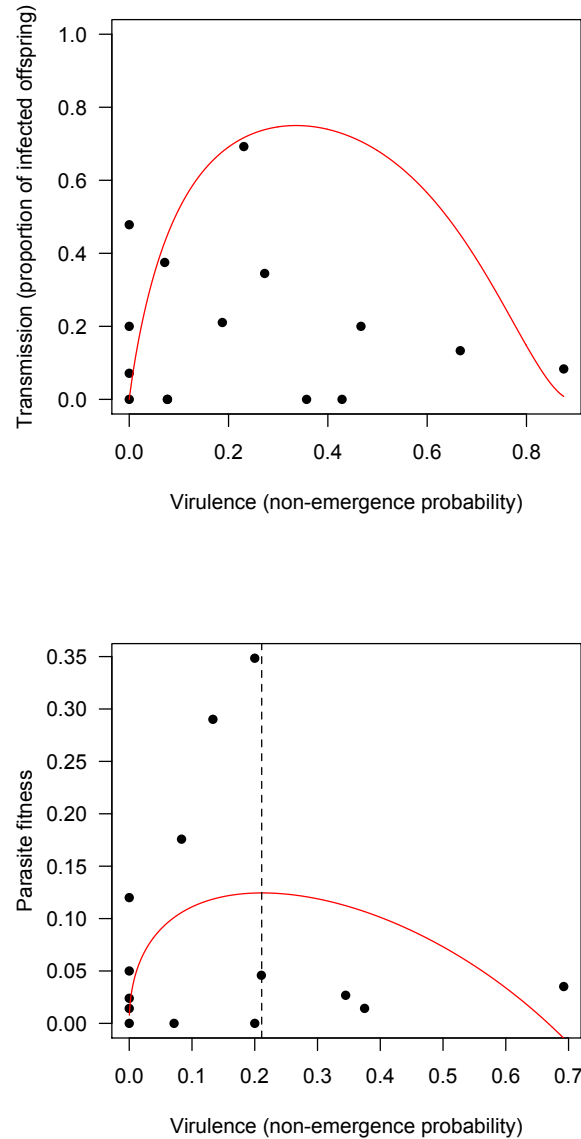 Transmission (proportion of infected offspring)
1.0
0.8
0.6
0.4
0.2
0.0
0.0 0.2 0.4 0.6 0.8
Virulence (non-emergence probability)
Parasite fitness
0.35
0.30
0.25
0.20
0.15
0.10
0.05
0.00
0.0 0.1 0.2 0.3 0.4 0.5 0.6 0.7
Virulence (non-emergence probability)